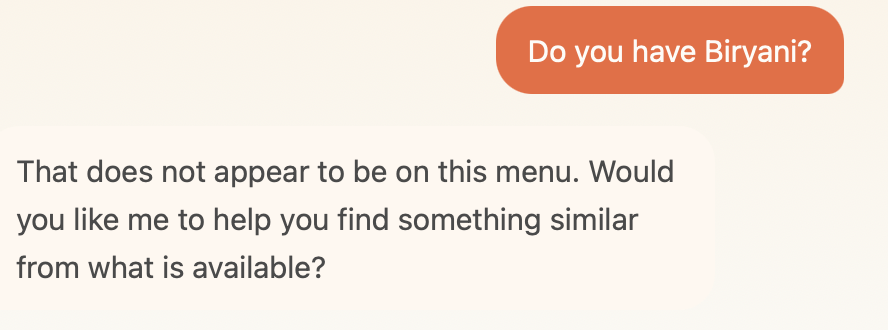 Do you have Biryani?
That does not appear to be on this menu. Would
you like me to help you find something similar
from what is available?